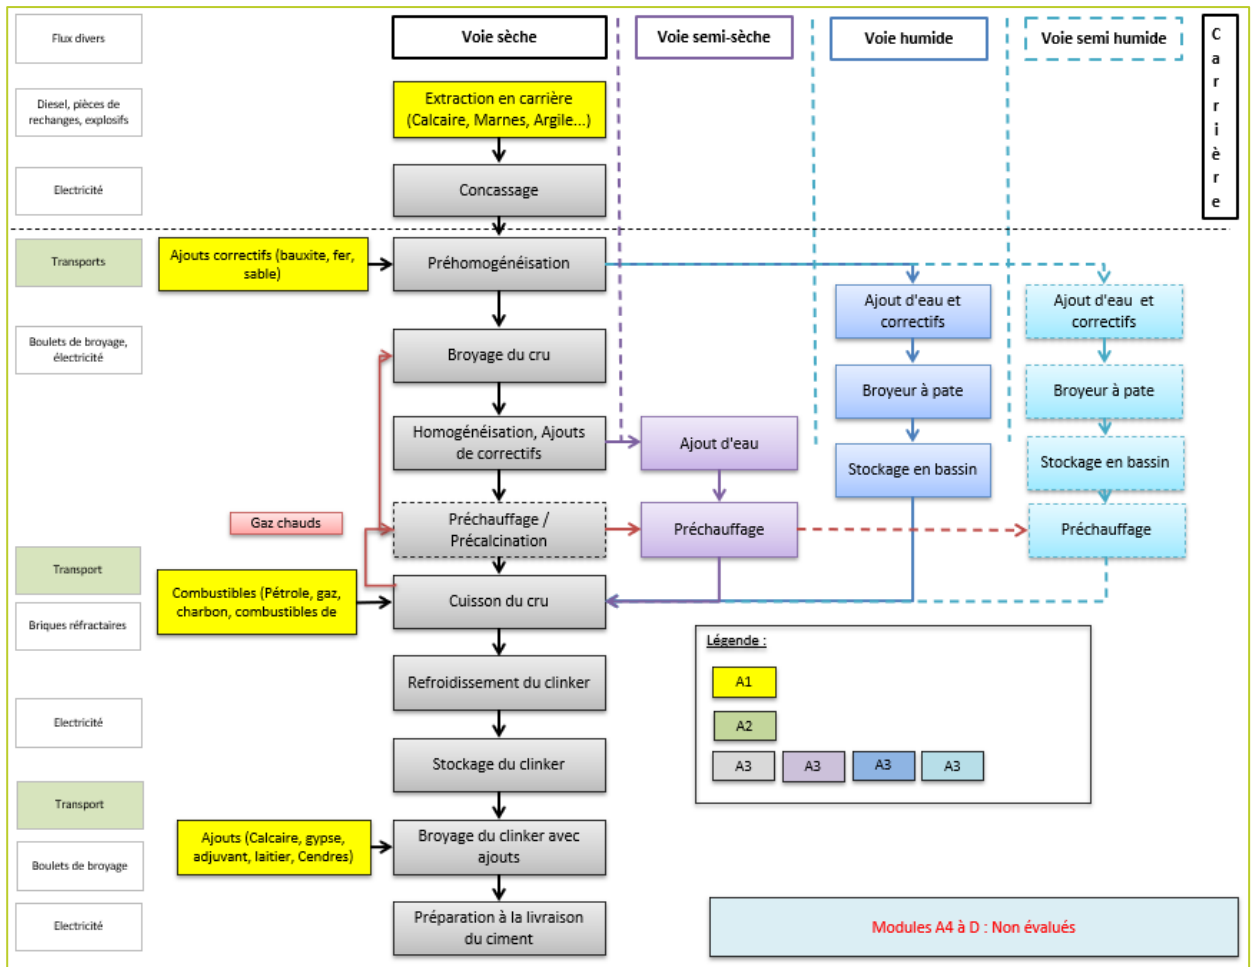 Flux divers
Voie sèche
Voie semi-sèche
Voie humide
Voie semi humide
Carrière
Diesel, pièces de
rechanges, explosifs
Extraction en carrière
(Calcaire, Marnes, Argile...)
Electricité
Concassage
Transports
Ajouts correctifs (bauxite, fer,
sable)
Préhomogénéisation
Ajout d'eau et
correctifs
Ajout d'eau et
correctifs
Boulets de broyage,
électricité
Broyage du cru
Broyeur à pate
Broyeur à pate
Homogénéisation, Ajouts
de correctifs
Ajout d'eau
Stockage en bassin
Stockage en bassin
Gaz chauds
Préchauffage /
Précalcination
Préchauffage
Préchauffage
Transport
Combustibles (Pétrole, gaz,
charbon, combustibles de
Cuisson du cru
Briques réfractaires
Légende :
A1
A2
A3
A3
A3
A3
Refroidissement du clinker
Electricité
Stockage du clinker
Transport
Ajouts (Calcaire, gypse,
adjuvant, laitier, Cendres)
Broyage du clinker avec
ajouts
Boulets de broyage
Electricité
Préparation à la livraison
du ciment
Modules A4 à D : Non évalués